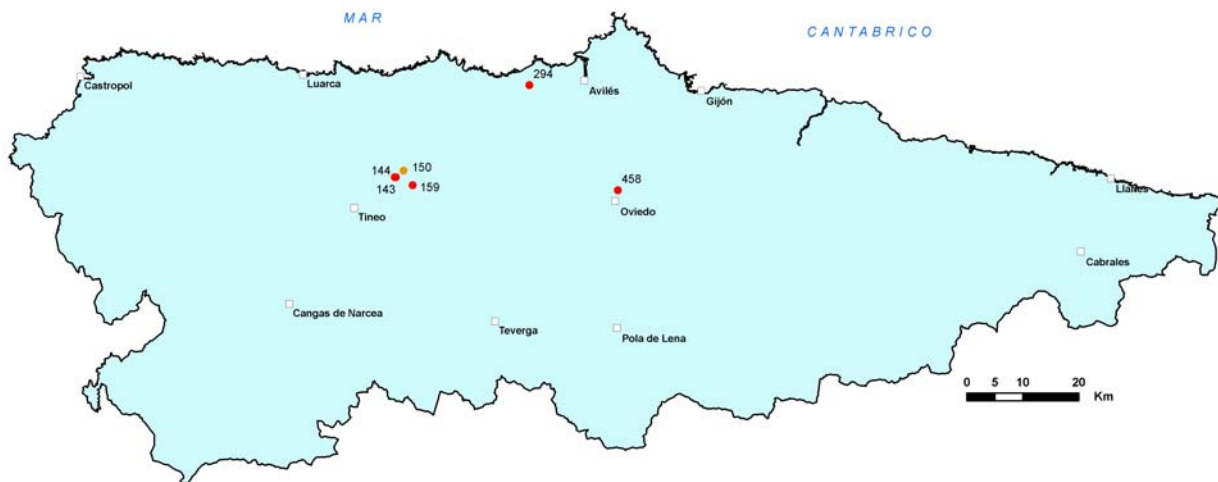 MAR
CANTABRICO
294
Castropol
Luarca
Avilés
Gijón
144
150
143
159
458
Llanes
Tineo
Oviedo
Cabrales
Cangas de Narcea
Teverga
Pola de Lena
0 5 10 20
Km